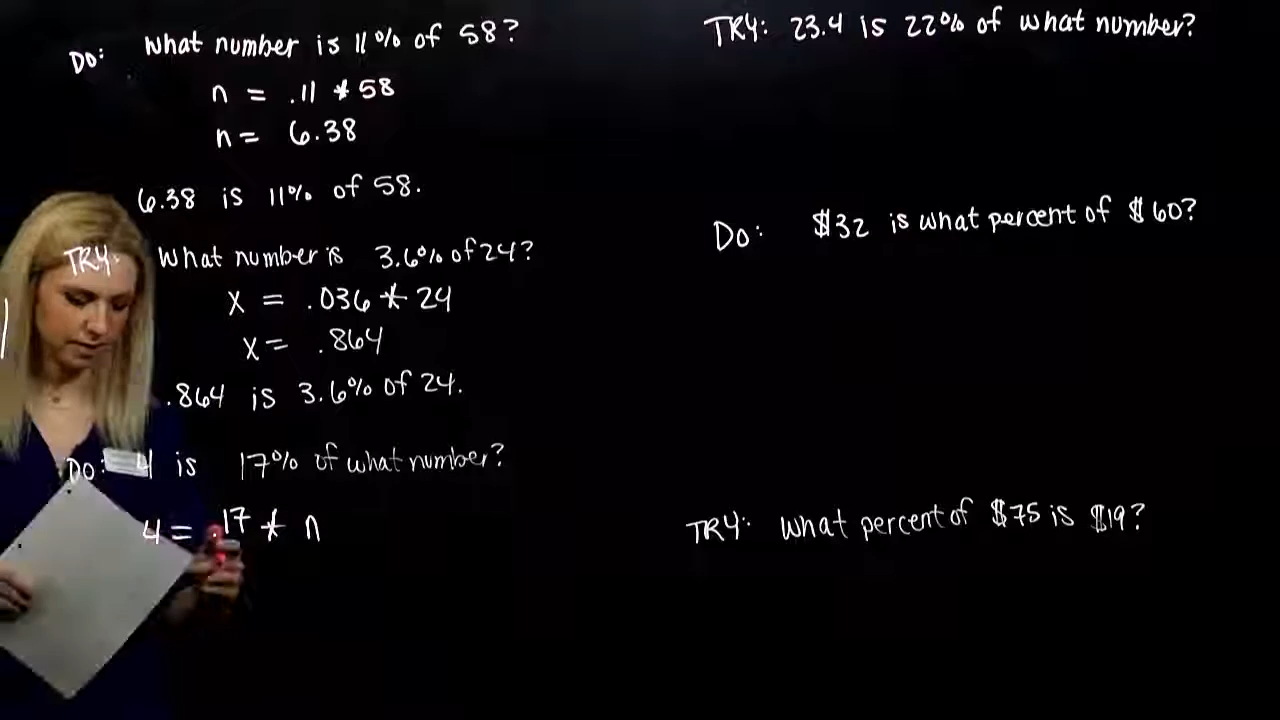 DO: What number is 11% of 58?
n = .11 * 58
n = 6.38
6.38 is 11% of 58.
TRY: What number is 3.6% of 24?
x = .036 * 24
x = .864
.864 is 3.6% of 24.
DO: 4 is 17% of what number?
4 = .17 * n
TRY: 23.4 is 22% of what number?
Do: $32 is what percent of $60?
TRY: What percent of $75 is $19?